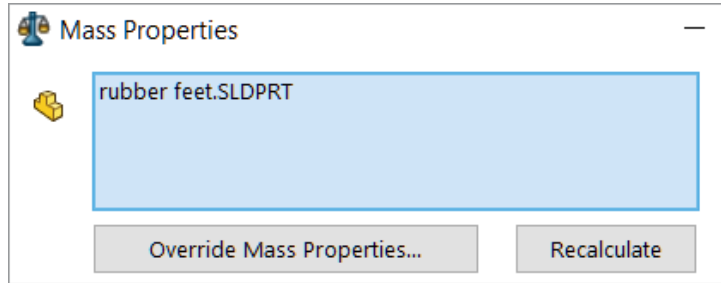 Mass Properties
rubber feet.SLDPRT
Override Mass Properties...
Recalculate